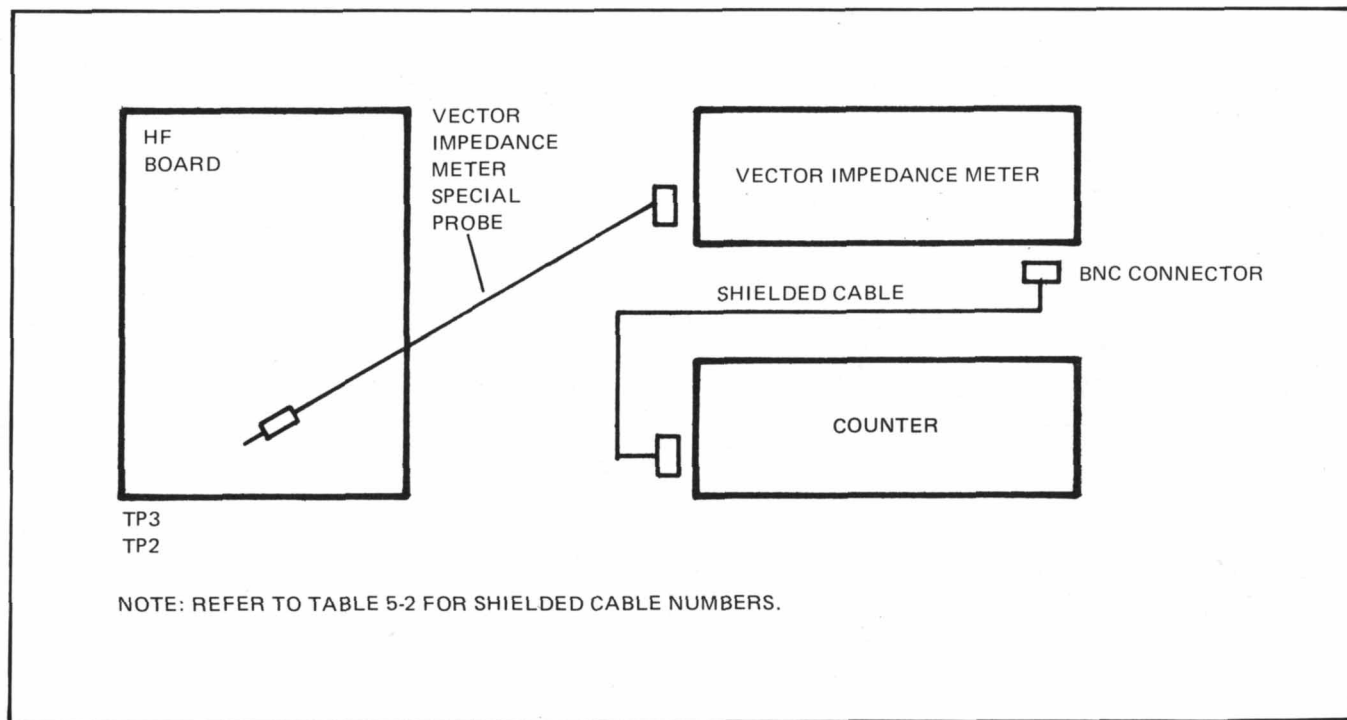 HF
BOARD
VECTOR
IMPEDANCE
METER
SPECIAL
PROBE
VECTOR IMPEDANCE METER
BNC CONNECTOR
SHIELDED CABLE
COUNTER
TP3
TP2
NOTE: REFER TO TABLE 5-2 FOR SHIELDED CABLE NUMBERS.